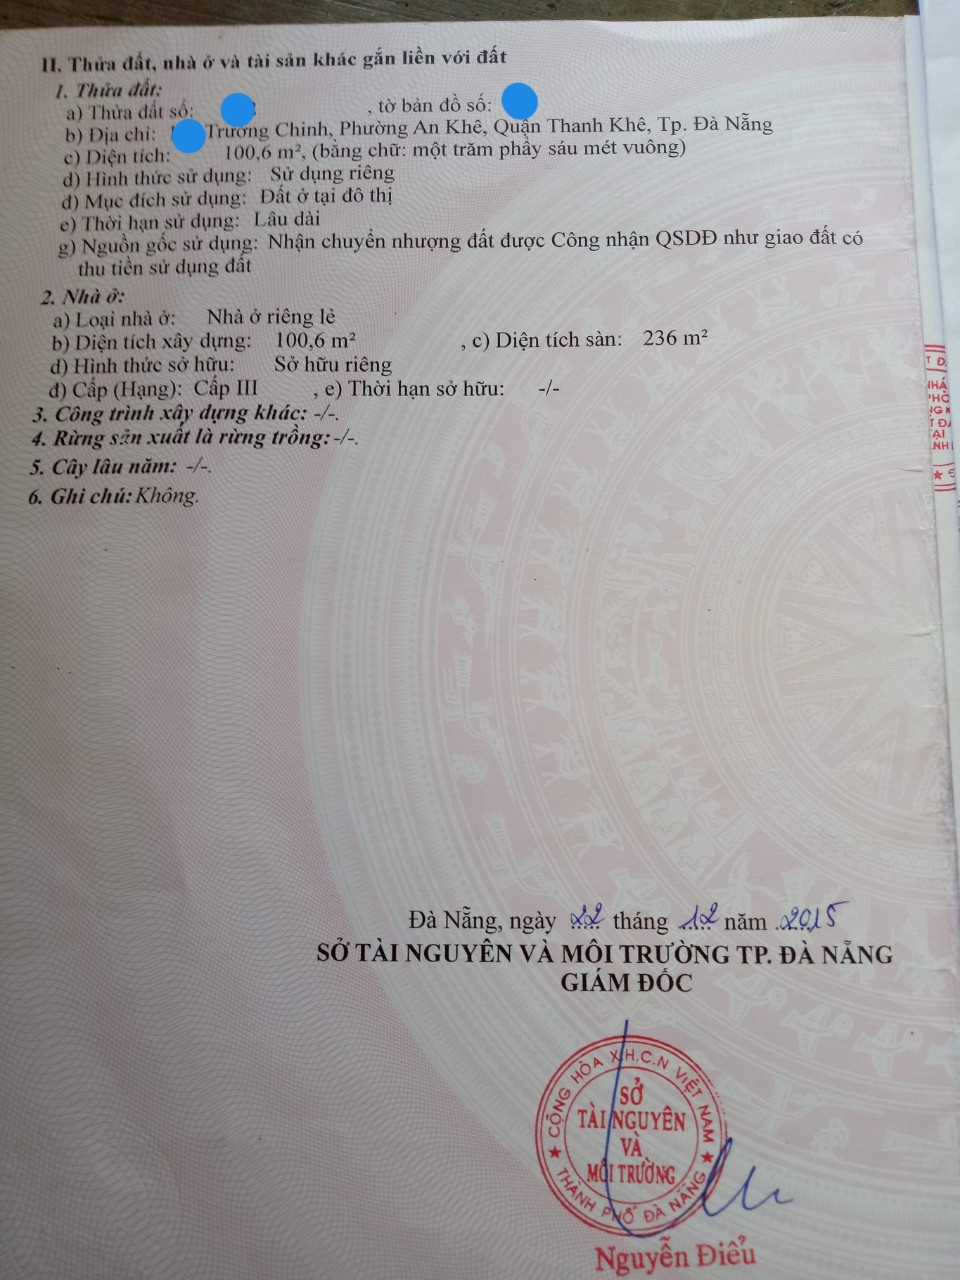 II. Thửa đất, nhà ở và tài sản khác gắn liền với đất
1. Thửa đất:
a) Thửa đất số: , tờ bản đồ số:
b) Địa chỉ: Trường Chinh, Phường An Khê, Quận Thanh Khê, Tp. Đà Nẵng
c) Diện tích: 100,6 m², (bằng chữ: một trăm phẩy sáu mét vuông)
d) Hình thức sử dụng: Sử dụng riêng
đ) Mục đích sử dụng: Đất ở tại đô thị
e) Thời hạn sử dụng: Lâu dài
g) Nguồn gốc sử dụng: Nhận chuyển nhượng đất được Công nhận QSDĐ như giao đất có
thu tiền sử dụng đất
2. Nhà ở:
a) Loại nhà ở: Nhà ở riêng lẻ
b) Diện tích xây dựng: 100,6 m² , c) Diện tích sàn: 236 m²
d) Hình thức sở hữu: Sở hữu riêng
đ) Cấp (Hạng): Cấp III , e) Thời hạn sở hữu: -/-
3. Công trình xây dựng khác: -/-.
4. Rừng sản xuất là rừng trồng: -/-.
5. Cây lâu năm: -/-.
6. Ghi chú: Không.
Đà Nẵng, ngày 22 tháng 12 năm 2015
SỞ TÀI NGUYÊN VÀ MÔI TRƯỜNG TP. ĐÀ NẴNG
GIÁM ĐỐC
CỘNG HÒA X.H.C.N VIỆT NAM
SỞ
TÀI NGUYÊN
VÀ
MÔI TRƯỜNG
THÀNH PHỐ ĐÀ NẴNG
Nguyễn Điểu